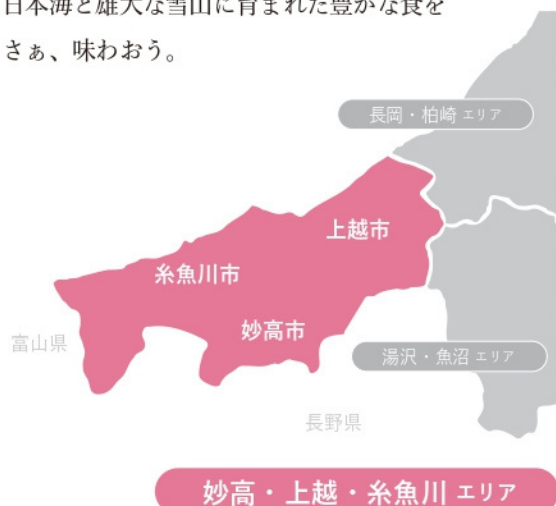 日本海と雄大な雪山に育まれた豊かな食を
さぁ、味わおう。
長岡・柏崎 エリア
上越市
糸魚川市
妙高市
富山県
湯沢・魚沼 エリア
長野県
妙高・上越・糸魚川 エリア